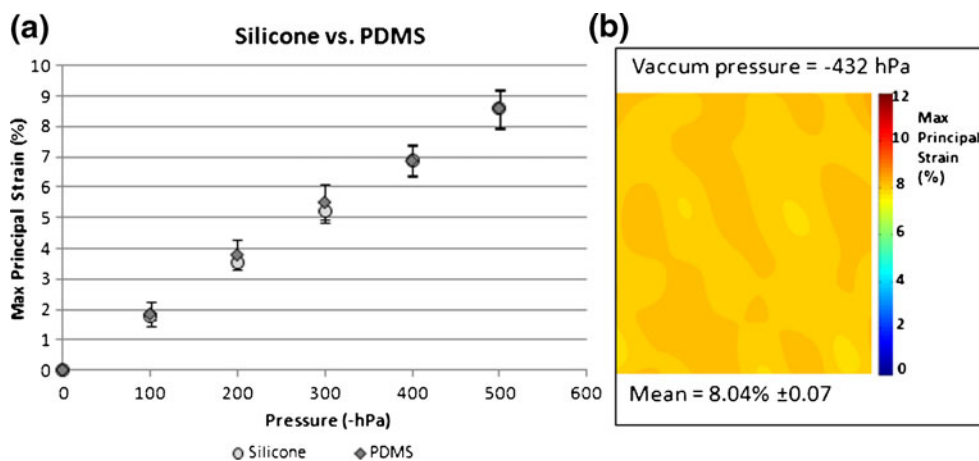 (a)
Silicone vs. PDMS
10
9
8
7
6
5
4
3
2
1
0
Max Principal Strain (%)
0 100 200 300 400 500 600
Pressure (-hPa)
Silicone PDMS
(b)
Vaccum pressure = -432 hPa
12
10
8
6
4
2
0
Max
Principal
Strain
(%)
Mean = 8.04% ±0.07